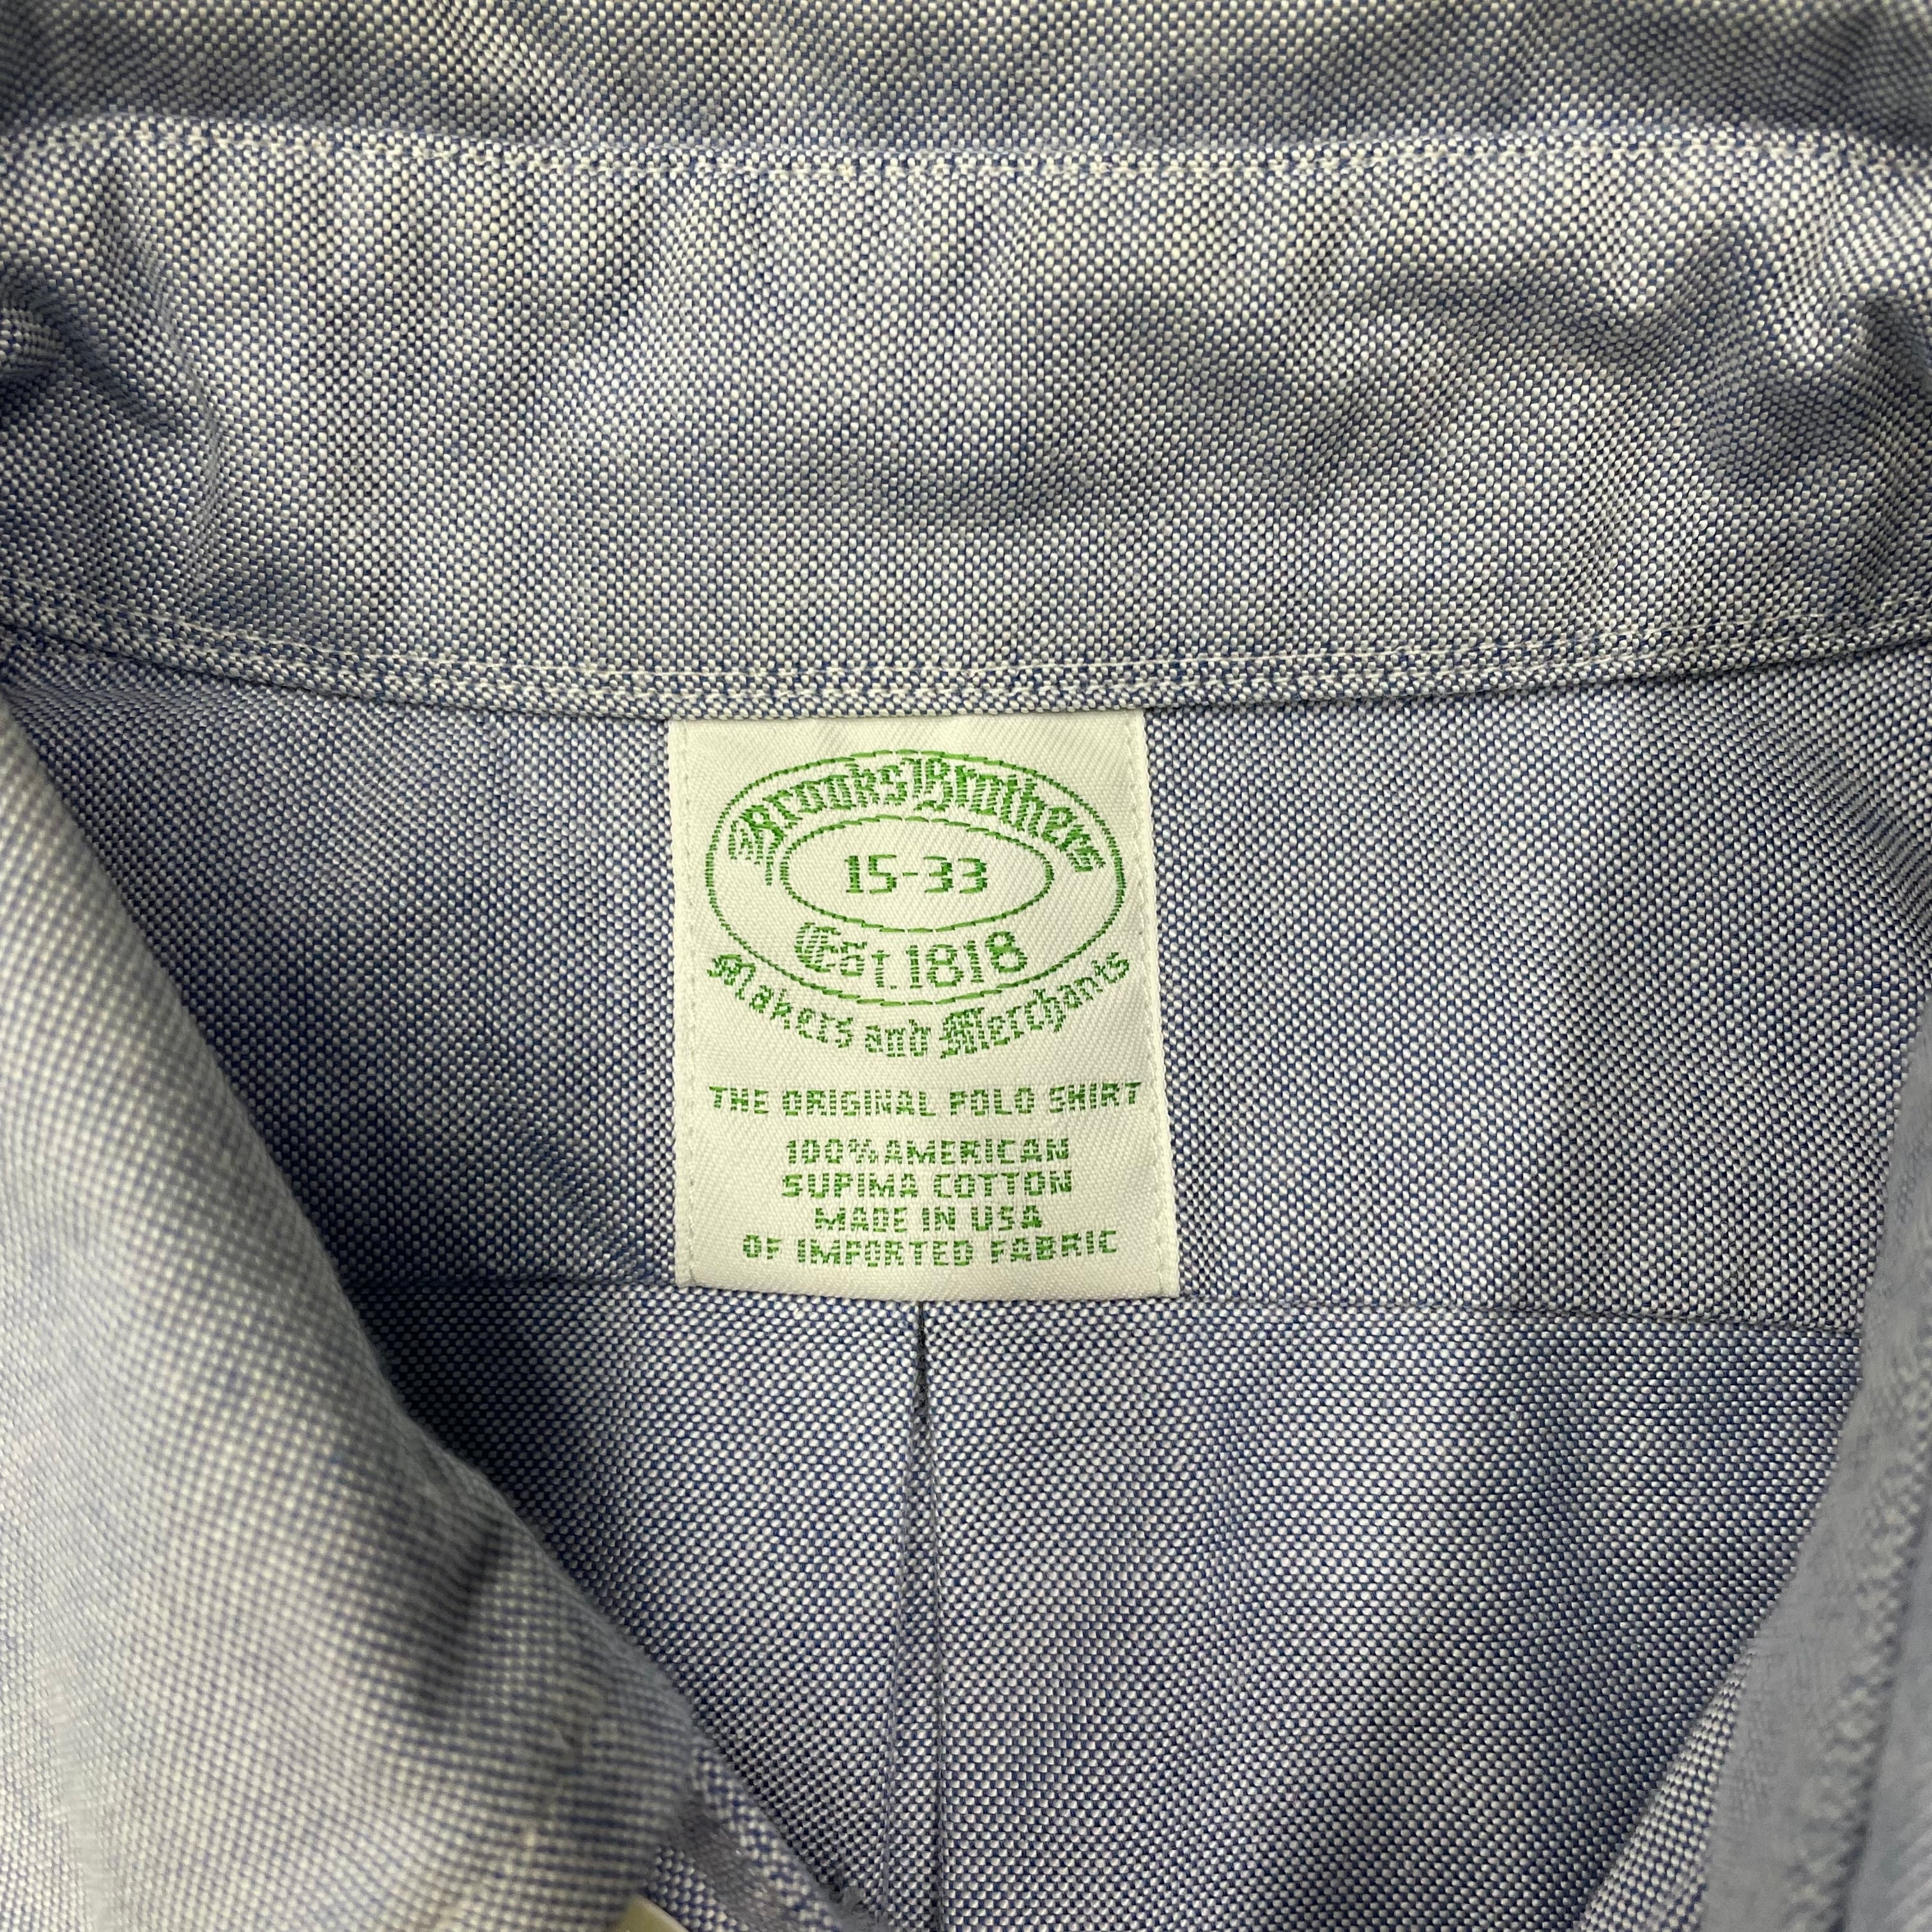 Brooks Brothers
15-33
Est. 1818
Makers and Merchants
THE ORIGINAL POLO SHIRT
100% AMERICAN
SUPIMA COTTON
MADE IN USA
OF IMPORTED FABRIC